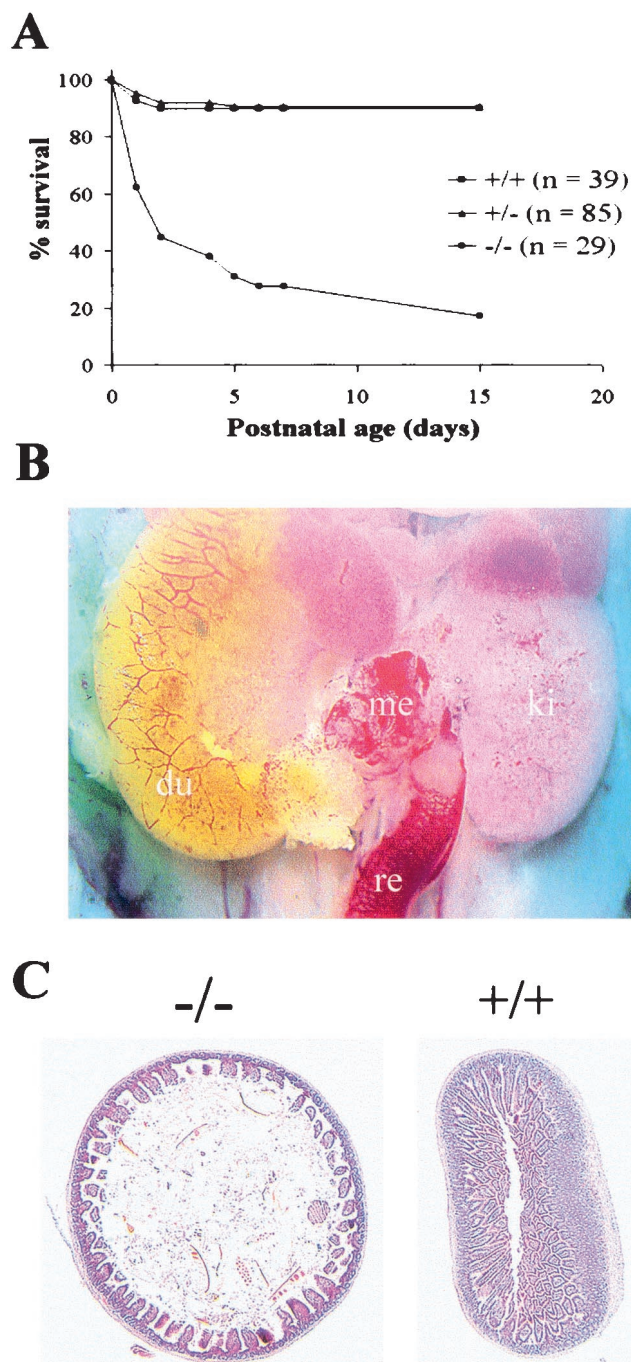 A
100
80
60
40
20
0
% survival
+/+ (n = 39)
+/- (n = 85)
-/- (n = 29)
0 5 10 15 20
Postnatal age (days)
B
du
me
ki
re
C
-/- +/+